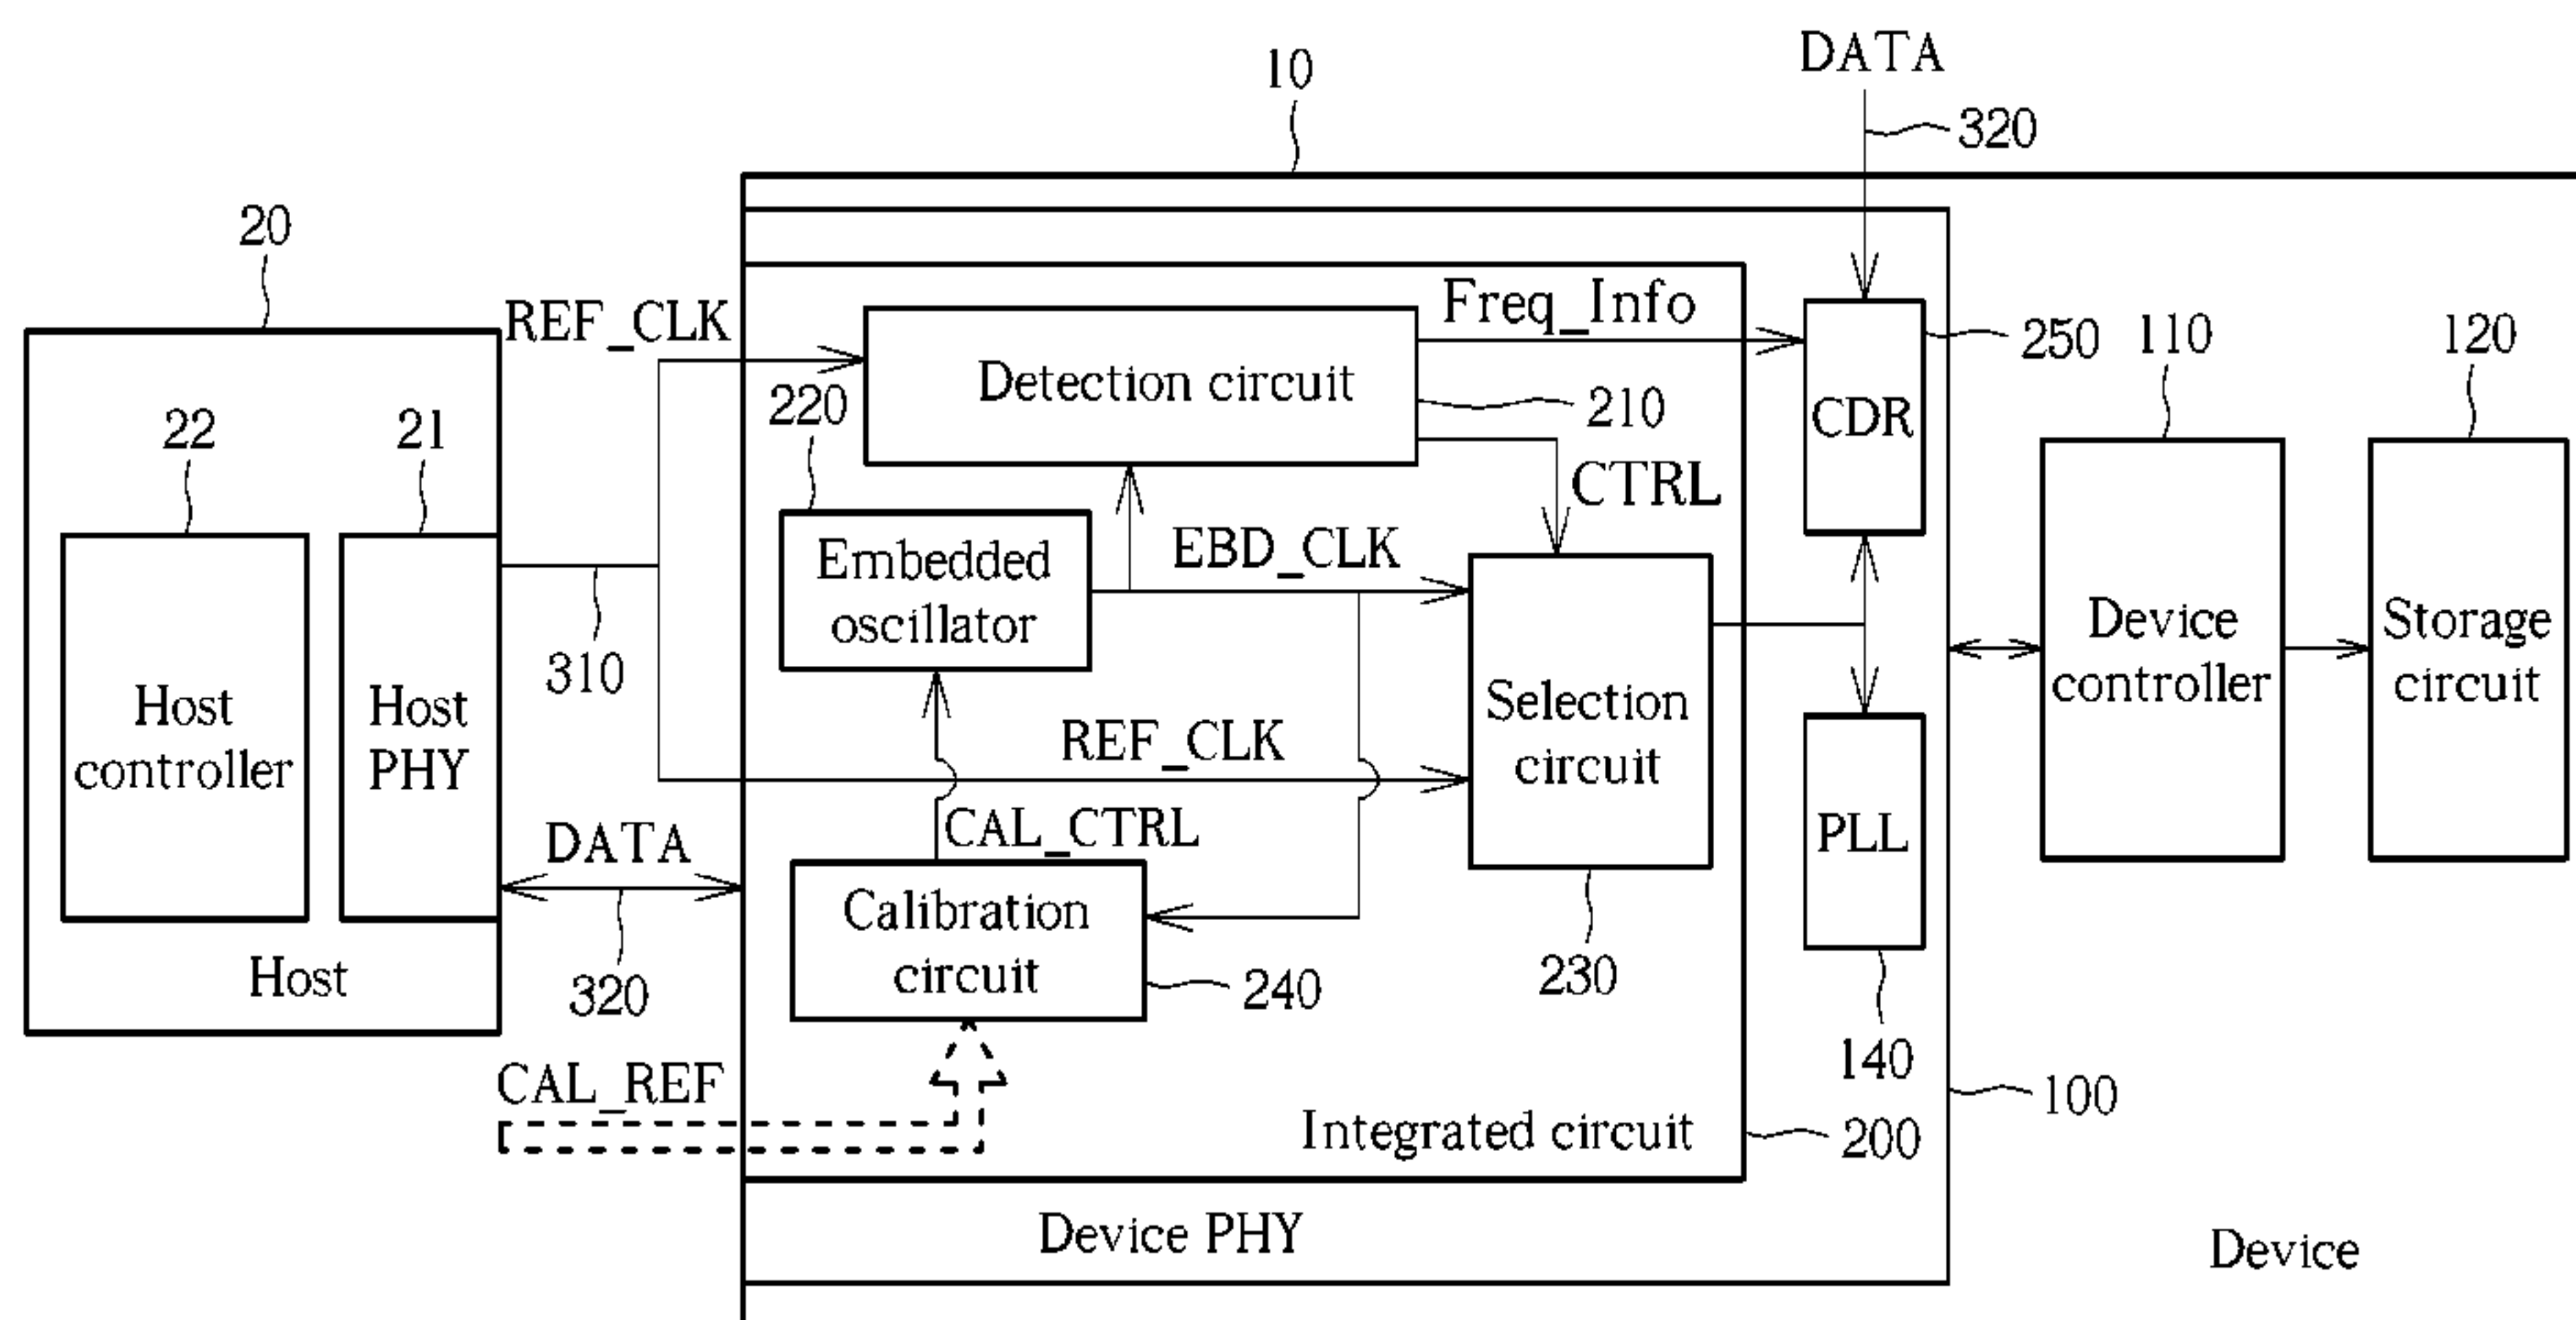 DATA
10
320
20
REF_CLK
Freq_Info
220
Detection circuit
210
250
110
120
22
21
CDR
CTRL
Embedded
oscillator
EBD_CLK
310
Host
controller
Host
PHY
Selection
circuit
Device
controller
Storage
circuit
REF_CLK
CAL_CTRL
PLL
DATA
320
Host
Calibration
circuit
240
230
140
CAL_REF
100
Integrated circuit
200
Device PHY
Device